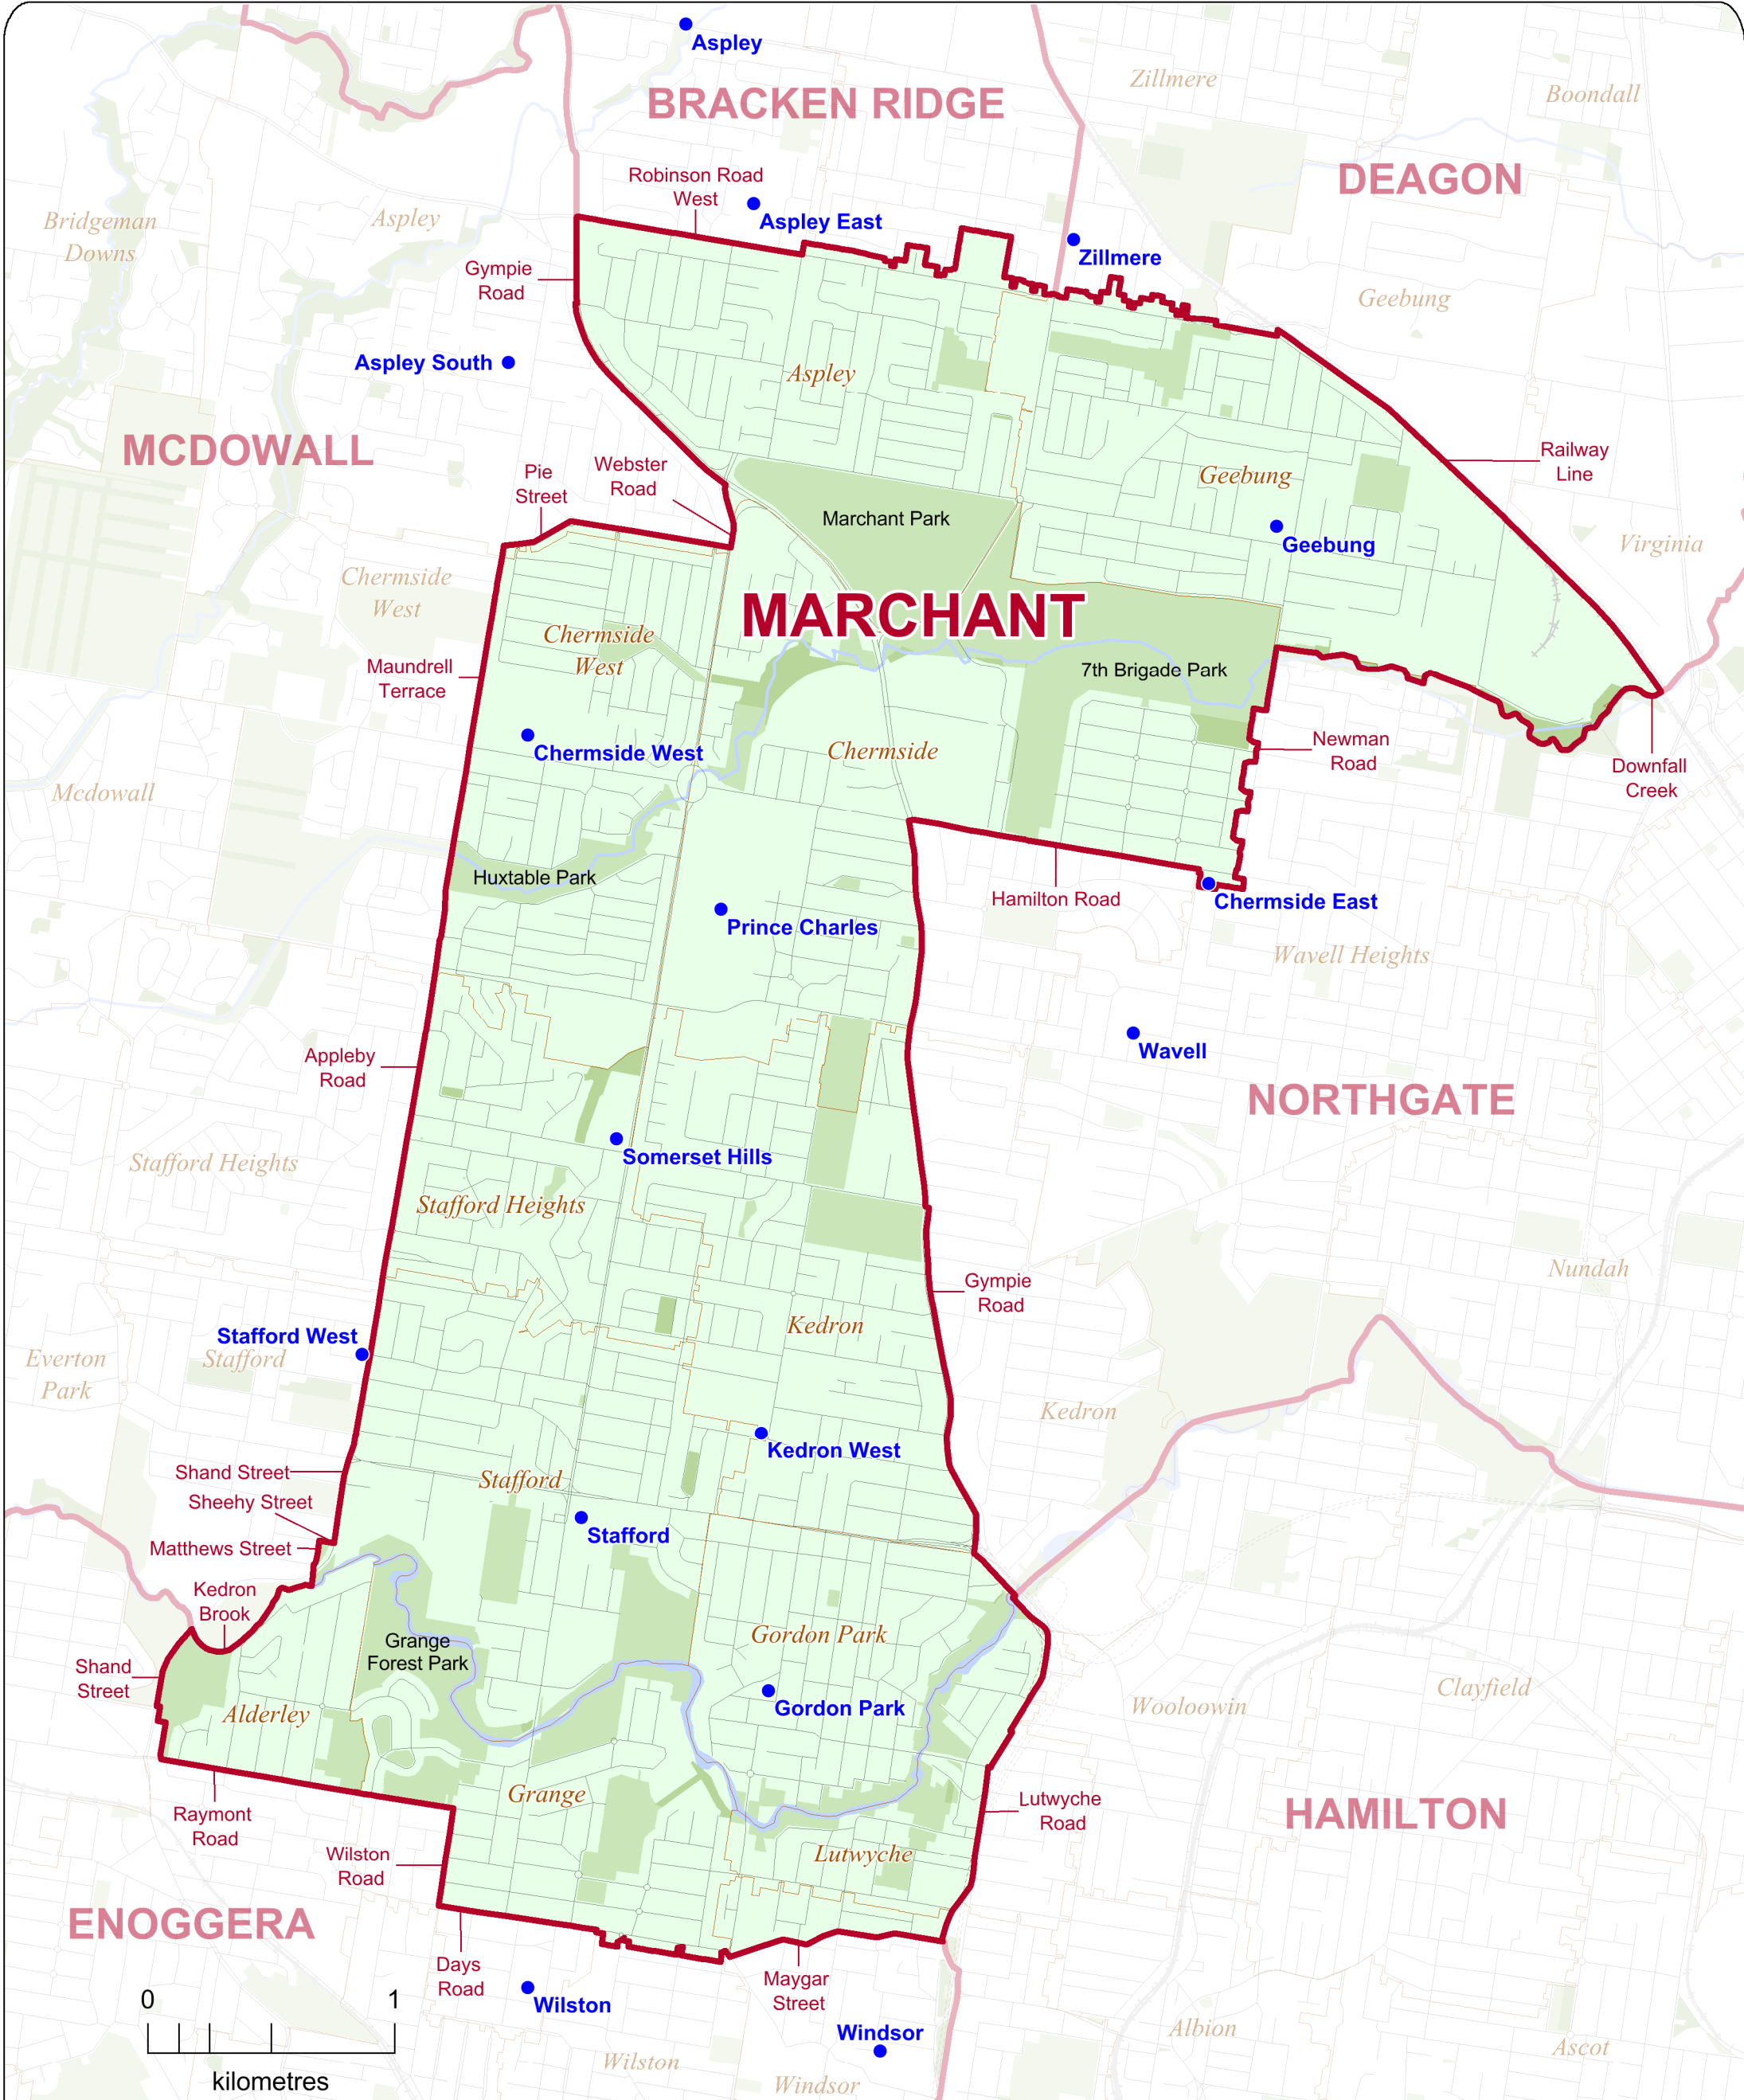 Aspley
BRACKEN RIDGE
Zillmere
Boondall
DEAGON
Robinson Road
West
Aspley East
Bridgeman
Downs
Aspley
Zillmere
Gympie
Road
Geebung
Aspley South
Aspley
MCDOWALL
Railway
Line
Pie
Street
Webster
Road
Geebung
Marchant Park
Geebung
Virginia
Chermside
West
MARCHANT
Chermside
West
Maundrell
Terrace
7th Brigade Park
Chermside West
Chermside
Newman
Road
Downfall
Creek
Mcdowall
Huxtable Park
Hamilton Road
Chermside East
Prince Charles
Wavell Heights
Wavell
Appleby
Road
NORTHGATE
Somerset Hills
Stafford Heights
Stafford Heights
Nundah
Gympie
Road
Kedron
Stafford West
Everton
Park
Stafford
Kedron
Kedron West
Shand Street
Stafford
Sheehy Street
Stafford
Matthews Street
Kedron
Brook
Grange
Forest Park
Gordon Park
Shand
Street
Gordon Park
Alderley
Wooloowin
Clayfield
Grange
Raymont
Road
Lutwyche
Road
HAMILTON
Wilston
Road
Lutwyche
ENOGGERA
Days
Road
Maygar
Street
0 1
kilometres
Wilston
Windsor
Albion
Ascot
Wilston
Windsor